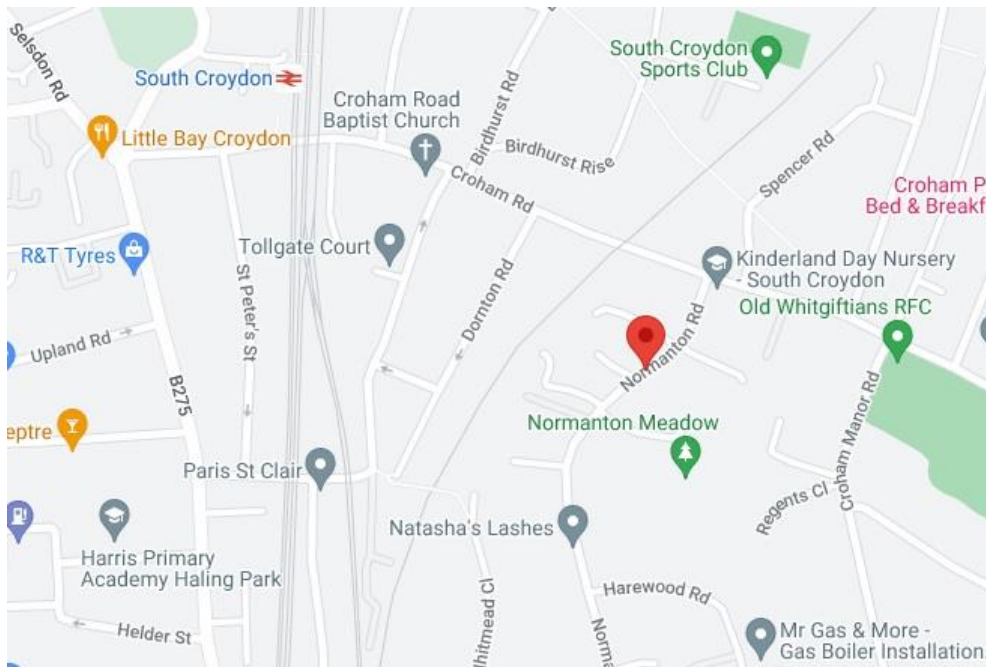 Selsdon Rd
South Croydon
South Croydon
Sports Club
Croham Road
Baptist Church
Little Bay Croydon
Birdhurst Rd
Birdhurst Rise
Spencer Rd
Croham Rd
Croham P
Bed & Breakf
Tollgate Court
R&T Tyres
Kinderland Day Nursery
- South Croydon
St Peter's St
Dornton Rd
Old Whitgiftians RFC
Upland Rd
Normanton Rd
B275
Croham Manor Rd
Normanton Meadow
eptre
Paris St Clair
Regents Cl
Natasha's Lashes
Harris Primary
Academy Haling Park
hitmead Cl
Harewood Rd
Norma
Helder St
Mr Gas & More -
Gas Boiler Installation